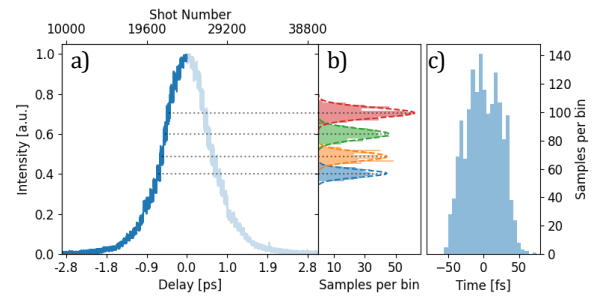 Shot Number
10000 19600 29200 38800
a) b) c)
1.0 0.8 0.6 0.4 0.2 0.0
Intensity [a.u.]
-2.8 -1.8 -0.9 0.0 1.0 1.9 2.8
Delay [ps]
10 50
Samples per bin
−50 0 50
Time [fs]
140 120 100 80 60 40 20 0
Samples per bin